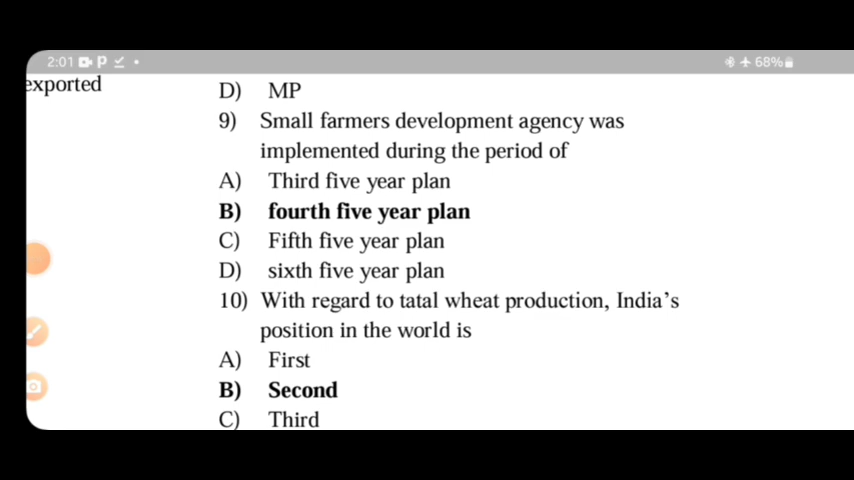 2:01
68%
exported
D) MP
9) Small farmers development agency was
implemented during the period of
A) Third five year plan
B) fourth five year plan
C) Fifth five year plan
D) sixth five year plan
10) With regard to tatal wheat production, India’s
position in the world is
A) First
B) Second
C) Third